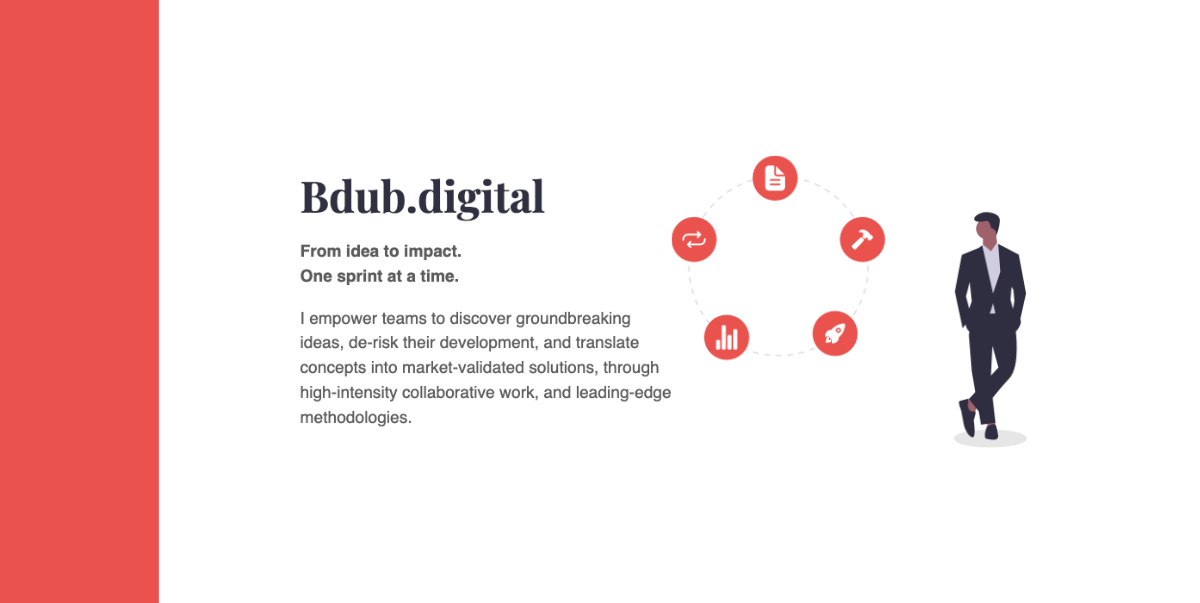 Bdub.digital
From idea to impact.
One sprint at a time.
I empower teams to discover groundbreaking
ideas, de-risk their development, and translate
concepts into market-validated solutions, through
high-intensity collaborative work, and leading-edge
methodologies.